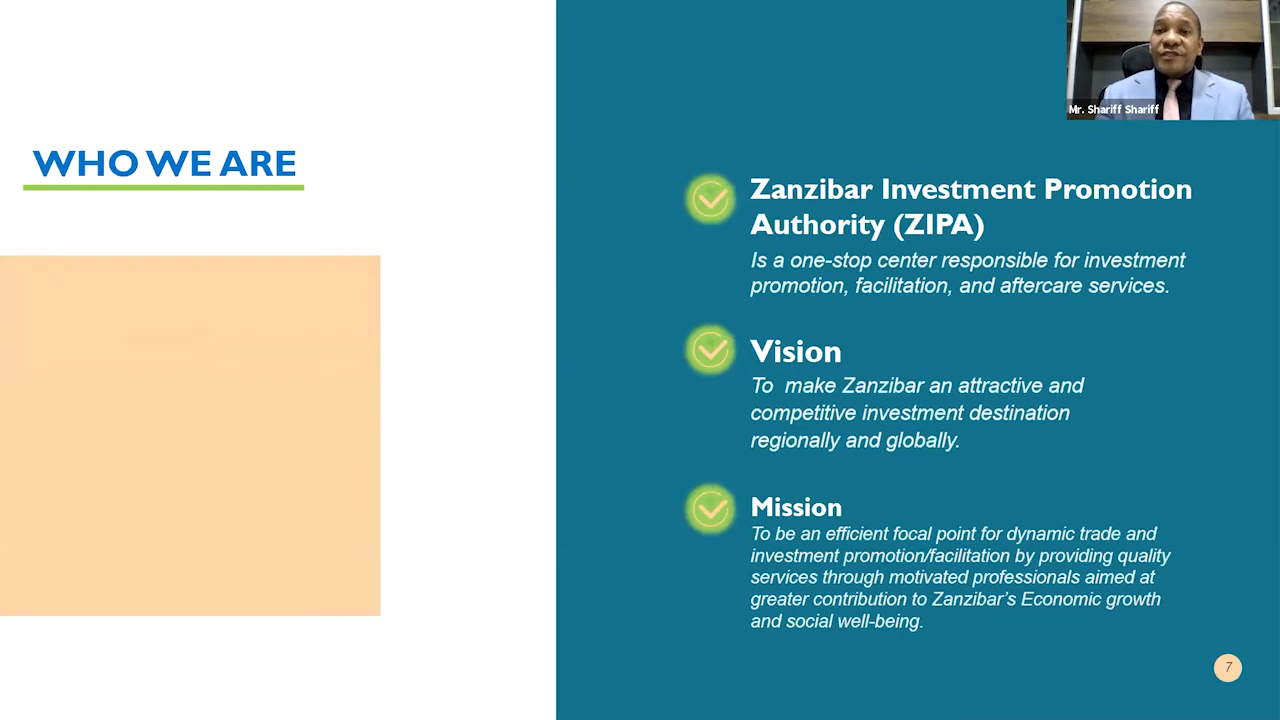 Mr. Shariff Shariff
WHO WE ARE
Zanzibar Investment Promotion
Authority (ZIPA)
Is a one-stop center responsible for investment
promotion, facilitation, and aftercare services.
Vision
To make Zanzibar an attractive and
competitive investment destination
regionally and globally.
Mission
To be an efficient focal point for dynamic trade and
investment promotion/facilitation by providing quality
services through motivated professionals aimed at
greater contribution to Zanzibar's Economic growth
and social well-being.
7